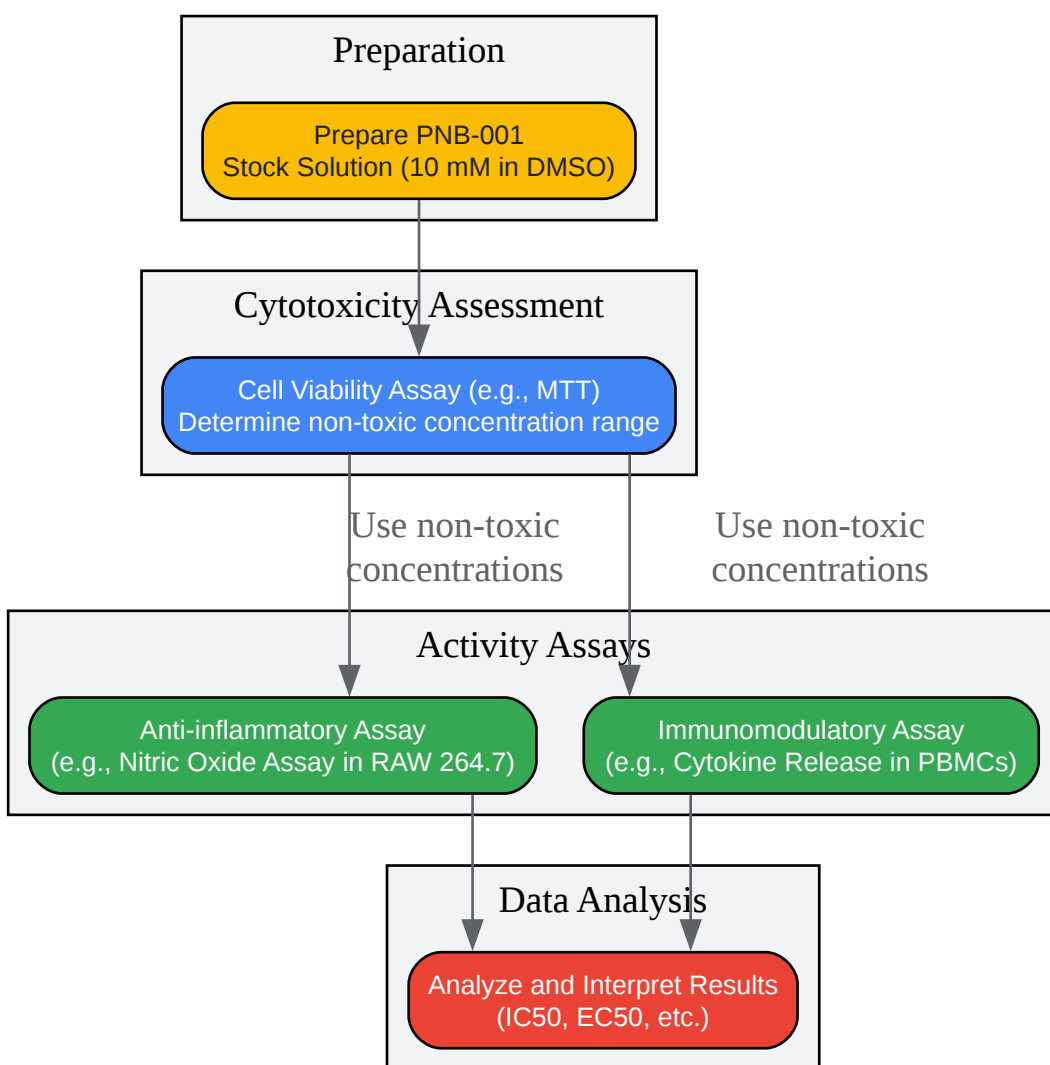 Preparation
Prepare PNB-001
Stock Solution (10 mM in DMSO)
Cytotoxicity Assessment
Cell Viability Assay (e.g., MTT)
Determine non-toxic concentration range
Use non-toxic
concentrations
Use non-toxic
concentrations
Activity Assays
Anti-inflammatory Assay
(e.g., Nitric Oxide Assay in RAW 264.7)
Immunomodulatory Assay
(e.g., Cytokine Release in PBMCs)
Data Analysis
Analyze and Interpret Results
(IC50, EC50, etc.)